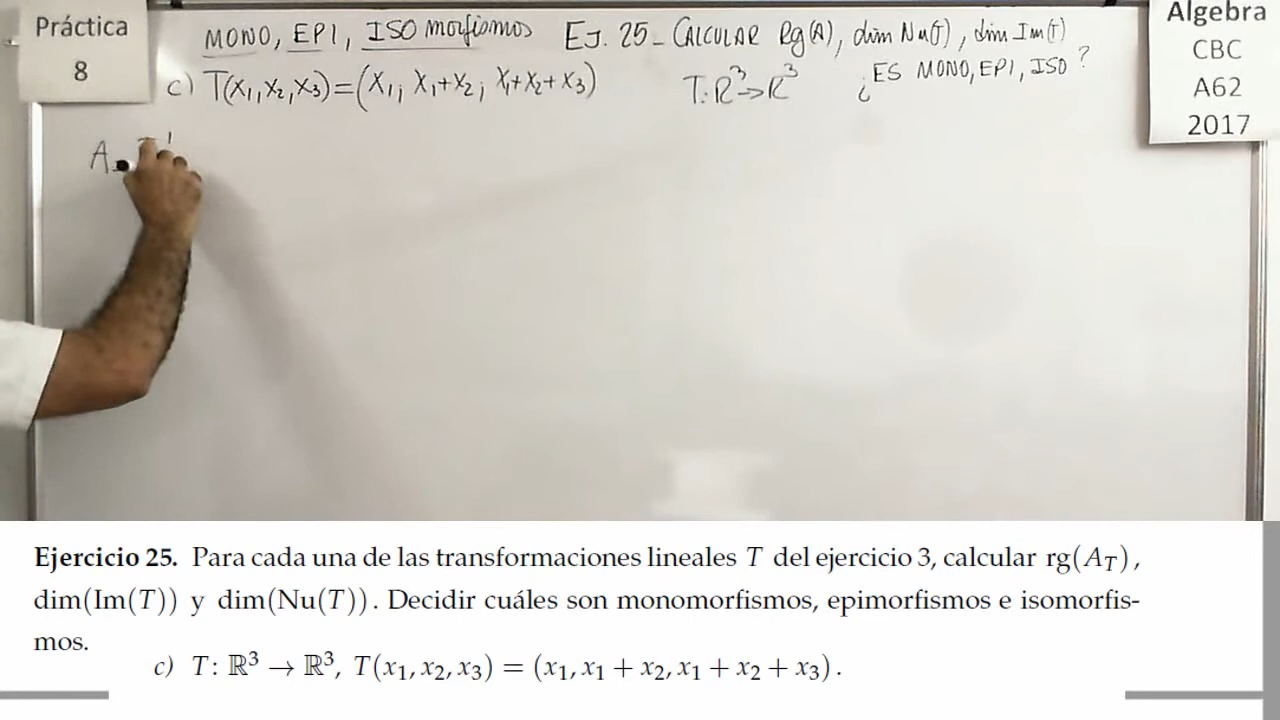 Práctica
8
MONO, EPI, ISO morfismos EJ. 25 - CALCULAR Rg(A), dim Nu(T), dim Im(T)
¿ES MONO, EPI, ISO?
c) T(x₁,x₂,x₃)=(x₁; x₁+x₂; x₁+x₂+x₃) T: R³→R³
A
Algebra
CBC
A62
2017
Ejercicio 25. Para cada una de las transformaciones lineales T del ejercicio 3, calcular rg(A_T),
dim(Im(T)) y dim(Nu(T)). Decidir cuáles son monomorfismos, epimorfismos e isomorfis-
mos.
c) T: ℝ³ → ℝ³, T(x₁, x₂, x₃) = (x₁, x₁ + x₂, x₁ + x₂ + x₃).